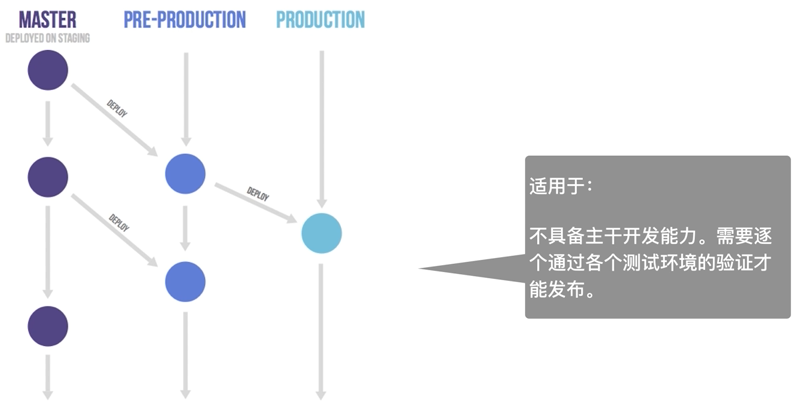 MASTER
DEPLOYED ON STAGING
PRE-PRODUCTION
PRODUCTION
DEPLOY
DEPLOY
DEPLOY
适用于：
不具备主干开发能力。需要逐
个通过各个测试环境的验证才
能发布。